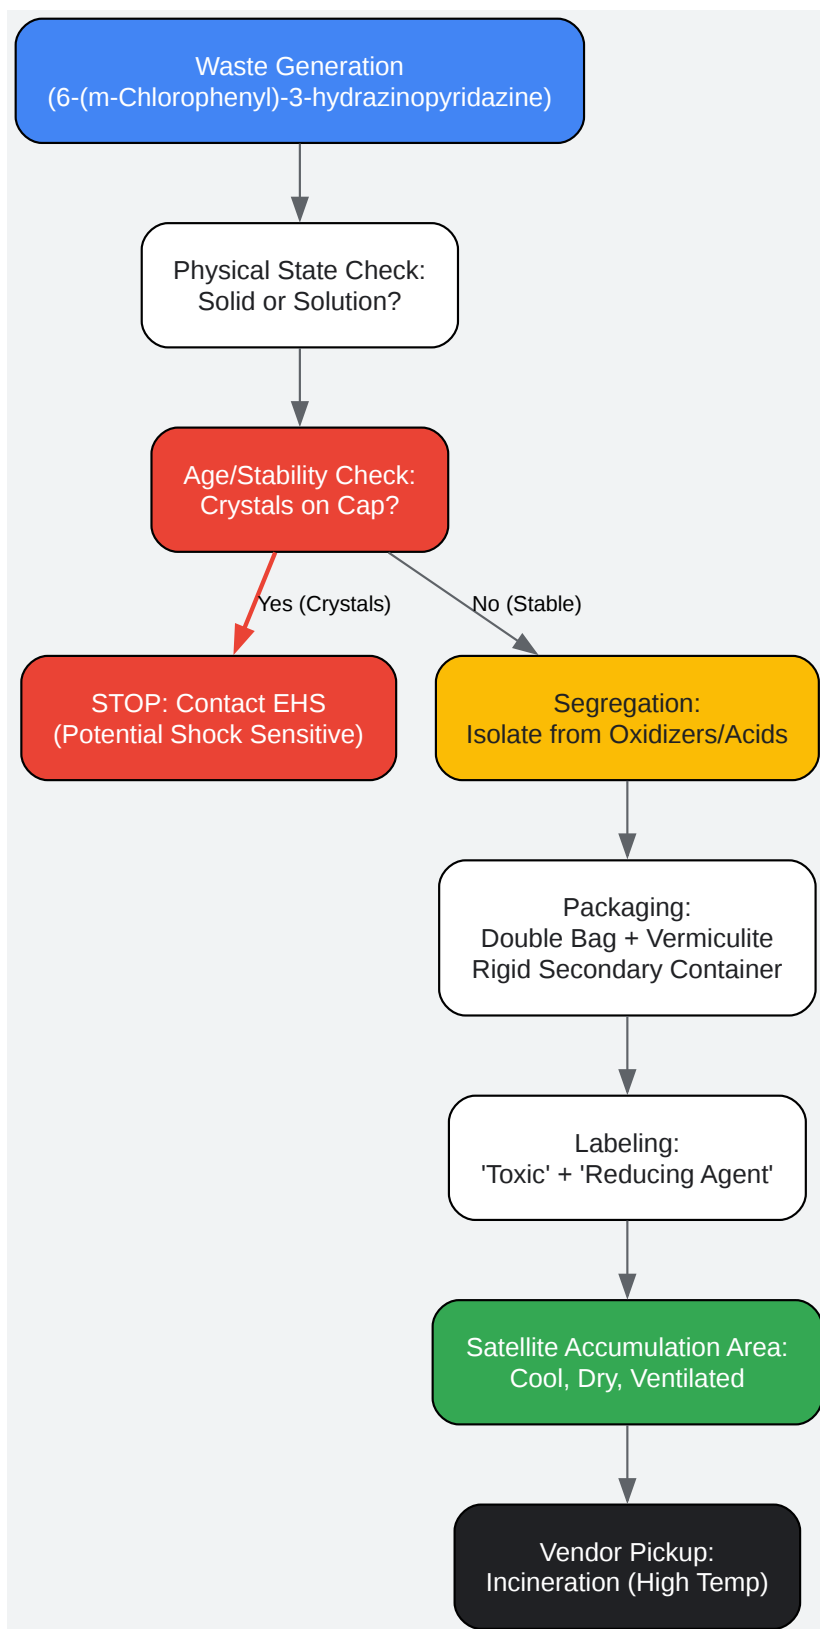 Waste Generation
(6-(m-Chlorophenyl)-3-hydrazinopyridazine)
Physical State Check:
Solid or Solution?
Age/Stability Check:
Crystals on Cap?
Yes (Crystals)
No (Stable)
STOP: Contact EHS
(Potential Shock Sensitive)
Segregation:
Isolate from Oxidizers/Acids
Packaging:
Double Bag + Vermiculite
Rigid Secondary Container
Labeling:
'Toxic' + 'Reducing Agent'
Satellite Accumulation Area:
Cool, Dry, Ventilated
Vendor Pickup:
Incineration (High Temp)